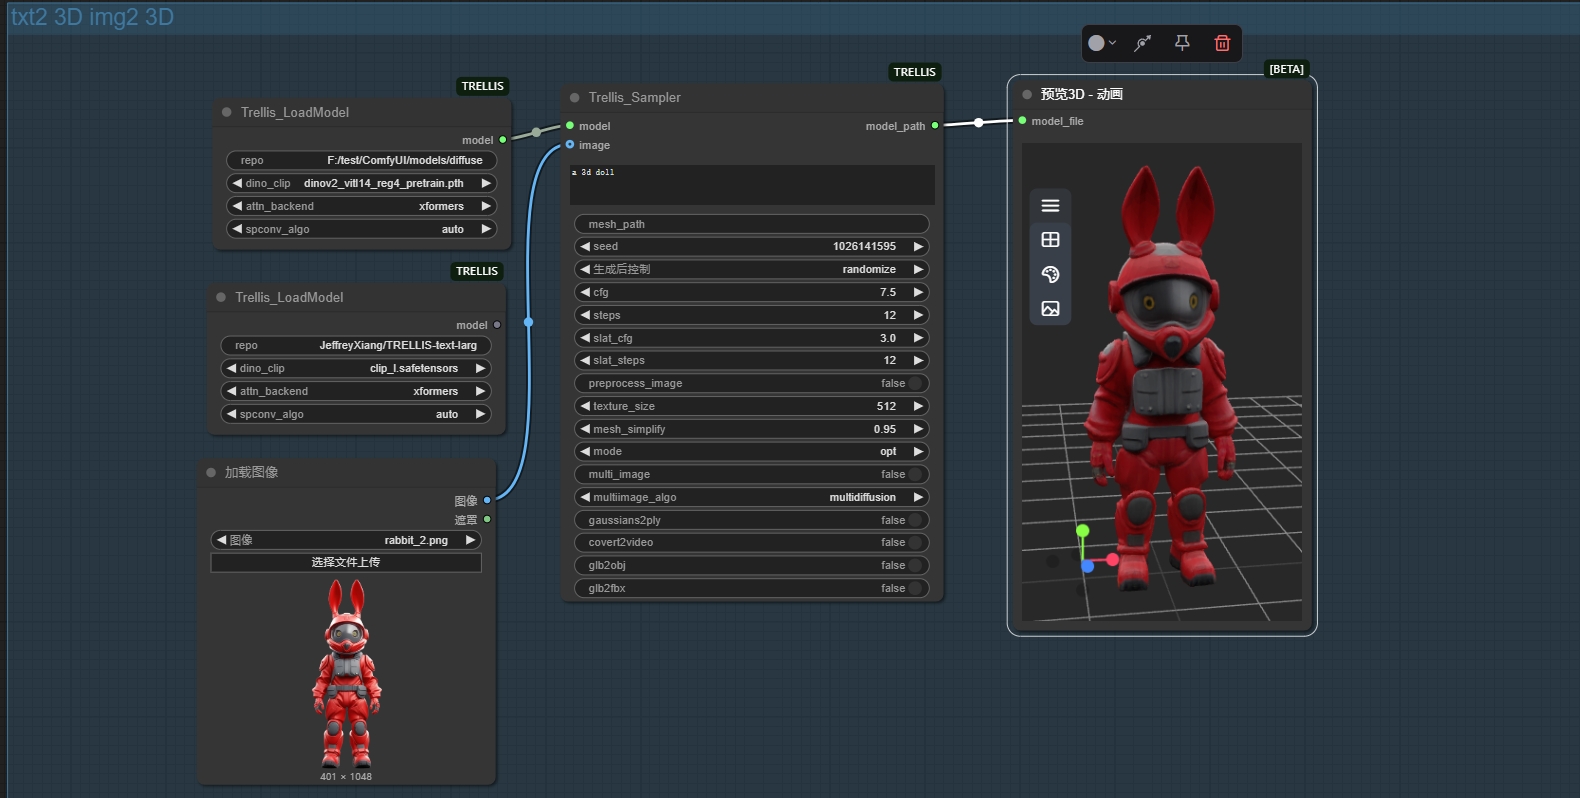 txt2 3D img2 3D
TRELLIS
Trellis_LoadModel
model
repo F:/test/ComfyUI/models/diffuse
dino_clip dinov2_vitl14_reg4_pretrain.pth
attn_backend xformers
spconv_algo auto
TRELLIS
Trellis_LoadModel
model
repo JeffreyXiang/TRELLIS-text-larg
dino_clip clip_l.safetensors
attn_backend xformers
spconv_algo auto
加载图像
图像
遮罩
图像 rabbit_2.png
选择文件上传
401 × 1048
TRELLIS
Trellis_Sampler
model model_path
image
a 3d doll
mesh_path
seed 1026141595
生成后控制 randomize
cfg 7.5
steps 12
slat_cfg 3.0
slat_steps 12
preprocess_image false
texture_size 512
mesh_simplify 0.95
mode opt
multi_image false
multiimage_algo multidiffusion
gaussians2ply false
covert2video false
glb2obj false
glb2fbx false
[BETA]
预览3D - 动画
model_file